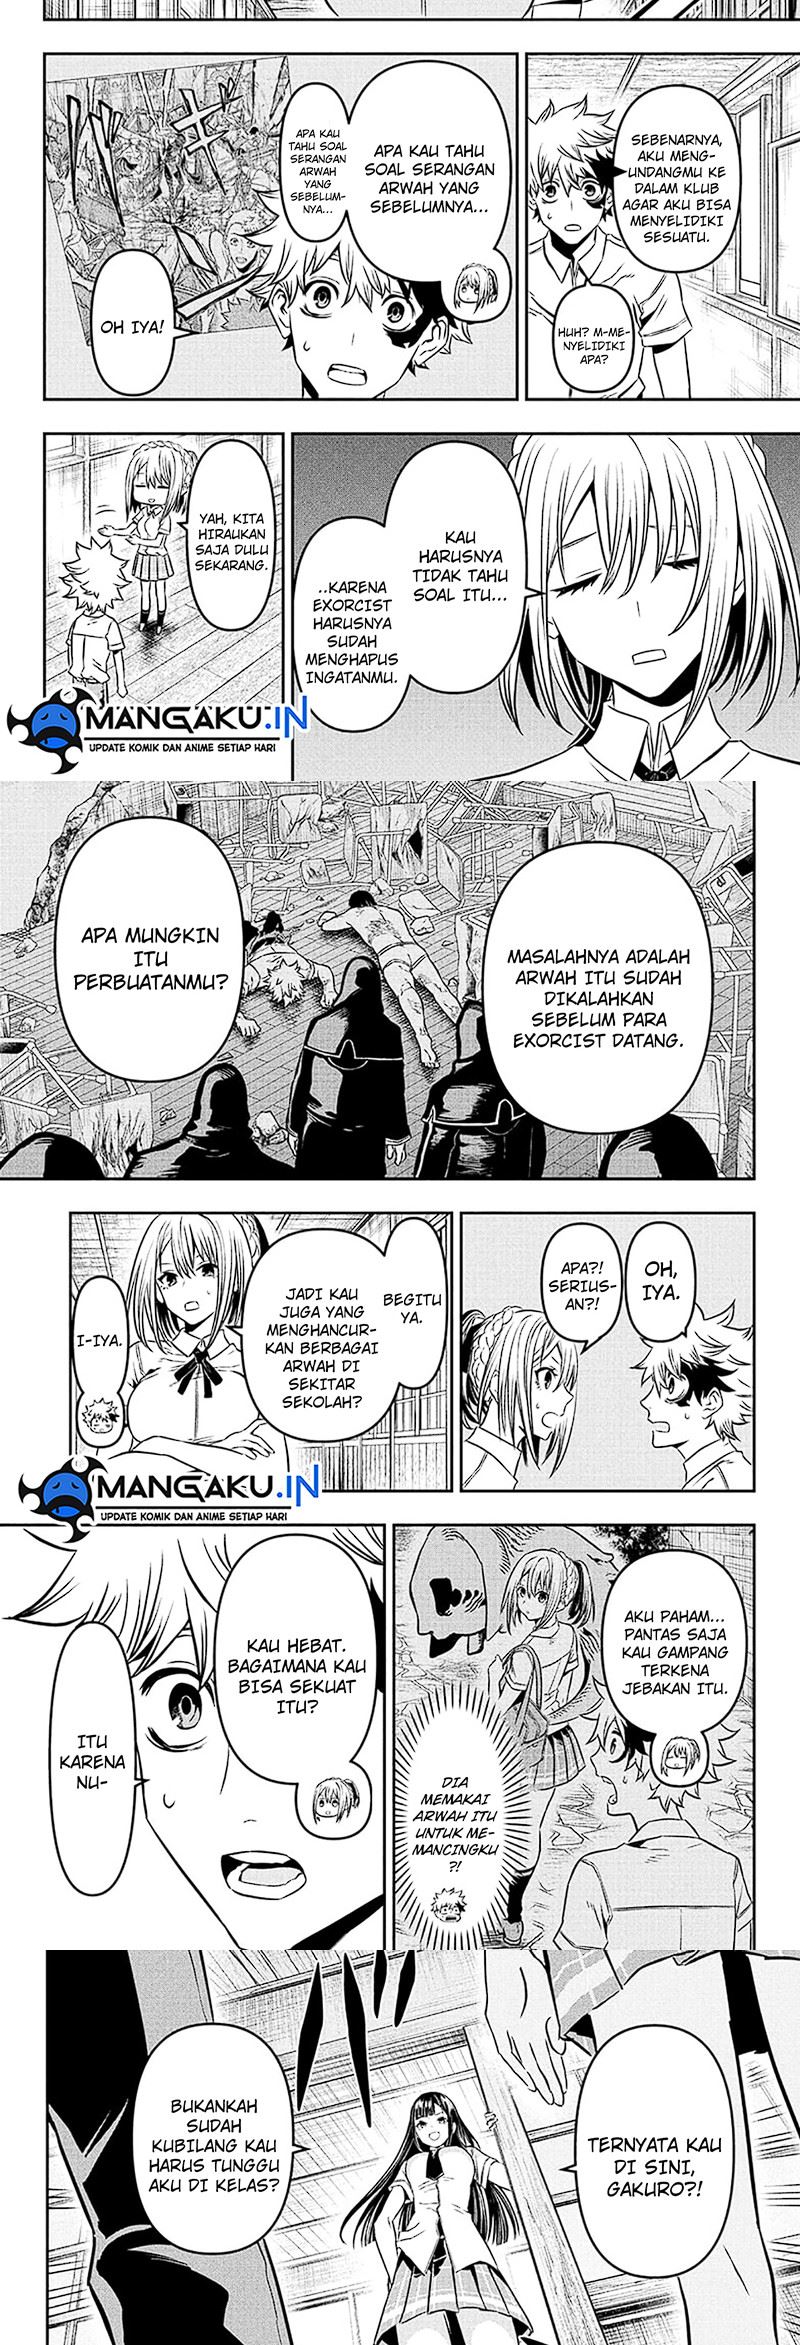 SEBENARNYA,
AKU MENG-
UNDANGMU KE
DALAM KLUB
AGAR AKU BISA
MENYELIDIKI
SESUATU.
HUH? M-ME-
NYELIDIKI
APA?
APA KAU TAHU
SOAL SERANGAN
ARWAH YANG
SEBELUMNYA...
APA KAU
TAHU SOAL
SERANGAN
ARWAH
YANG
SEBELUM-
NYA...
OH IYA!
KAU
HARUSNYA
TIDAK TAHU
SOAL ITU...
..KARENA
EXORCIST
HARUSNYA
SUDAH
MENGHAPUS
INGATANMU.
YAH, KITA
HIRAUKAN
SAJA DULU
SEKARANG.
MANGAKU.IN
UPDATE KOMIK DAN ANIME SETIAP HARI
MASALAHNYA ADALAH
ARWAH ITU SUDAH
DIKALAHKAN
SEBELUM PARA
EXORCIST DATANG.
APA MUNGKIN
ITU
PERBUATANMU?
OH,
IYA.
APA?!
SERIUS-
AN?!
BEGITU
YA.
JADI KAU
JUGA YANG
MENGHANCUR-
KAN BERBAGAI
ARWAH DI
SEKITAR
SEKOLAH?
I-IYA.
MANGAKU.IN
UPDATE KOMIK DAN ANIME SETIAP HARI
AKU PAHAM...
PANTAS SAJA
KAU GAMPANG
TERKENA
JEBAKAN ITU.
DIA
MEMAKAI
ARWAH ITU
UNTUK ME-
MANCINGKU
?!
KAU HEBAT.
BAGAIMANA KAU
BISA SEKUAT
ITU?
ITU
KARENA
NU-
TERNYATA KAU
DI SINI,
GAKURO?!
BUKANKAH
SUDAH
KUBILANG KAU
HARUS TUNGGU
AKU DI KELAS?